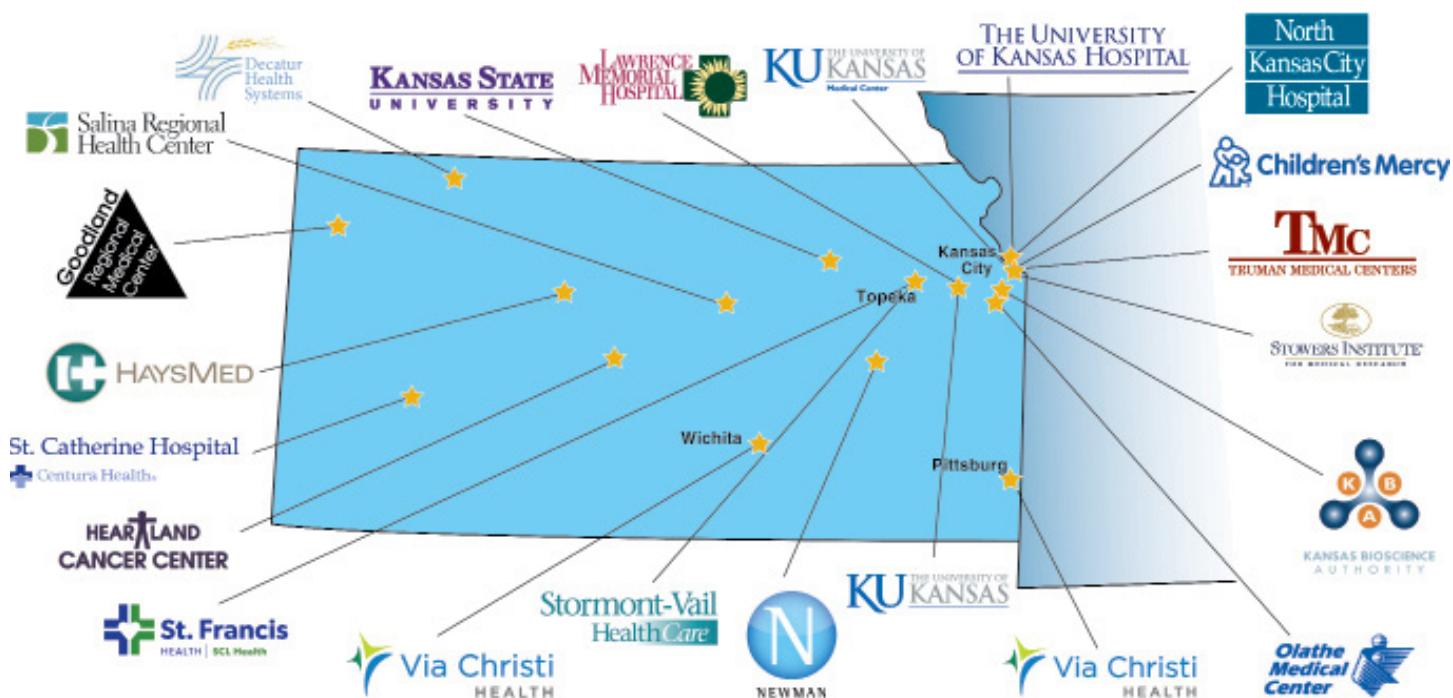 Decatur
Health
Systems
KANSAS STATE
UNIVERSITY
LAWRENCE
MEMORIAL
HOSPITAL
KU THE UNIVERSITY OF
KANSAS
Medical Center
THE UNIVERSITY
OF KANSAS HOSPITAL
North
Kansas City
Hospital
Salina Regional
Health Center
Children's Mercy
Goodland
Regional
Medical
Center
TMC
TRUMAN MEDICAL CENTERS
Kansas
City
Topeka
STOWERS INSTITUTE
FOR MEDICAL RESEARCH
HAYSMED
St. Catherine Hospital
Centura Health
Wichita
Pittsburg
K B
A
KANSAS BIOSCIENCE
AUTHORITY
HEARTLAND
CANCER CENTER
St. Francis
HEALTH | SCL Health
Via Christi
HEALTH
Stormont-Vail
HealthCare
N
NEWMAN
KU THE UNIVERSITY OF
KANSAS
Via Christi
HEALTH
Olathe
Medical
Center